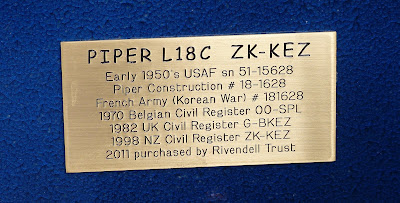 PIPER L18C ZK-KEZ
Early 1950's USAF sn 51-15628
Piper Construction # 18-1628
French Army (Korean War) # 181628
1970 Belgian Civil Register OO-SPL
1982 UK Civil Register G-BKEZ
1998 NZ Civil Register ZK-KEZ
2011 purchased by Rivendell Trust